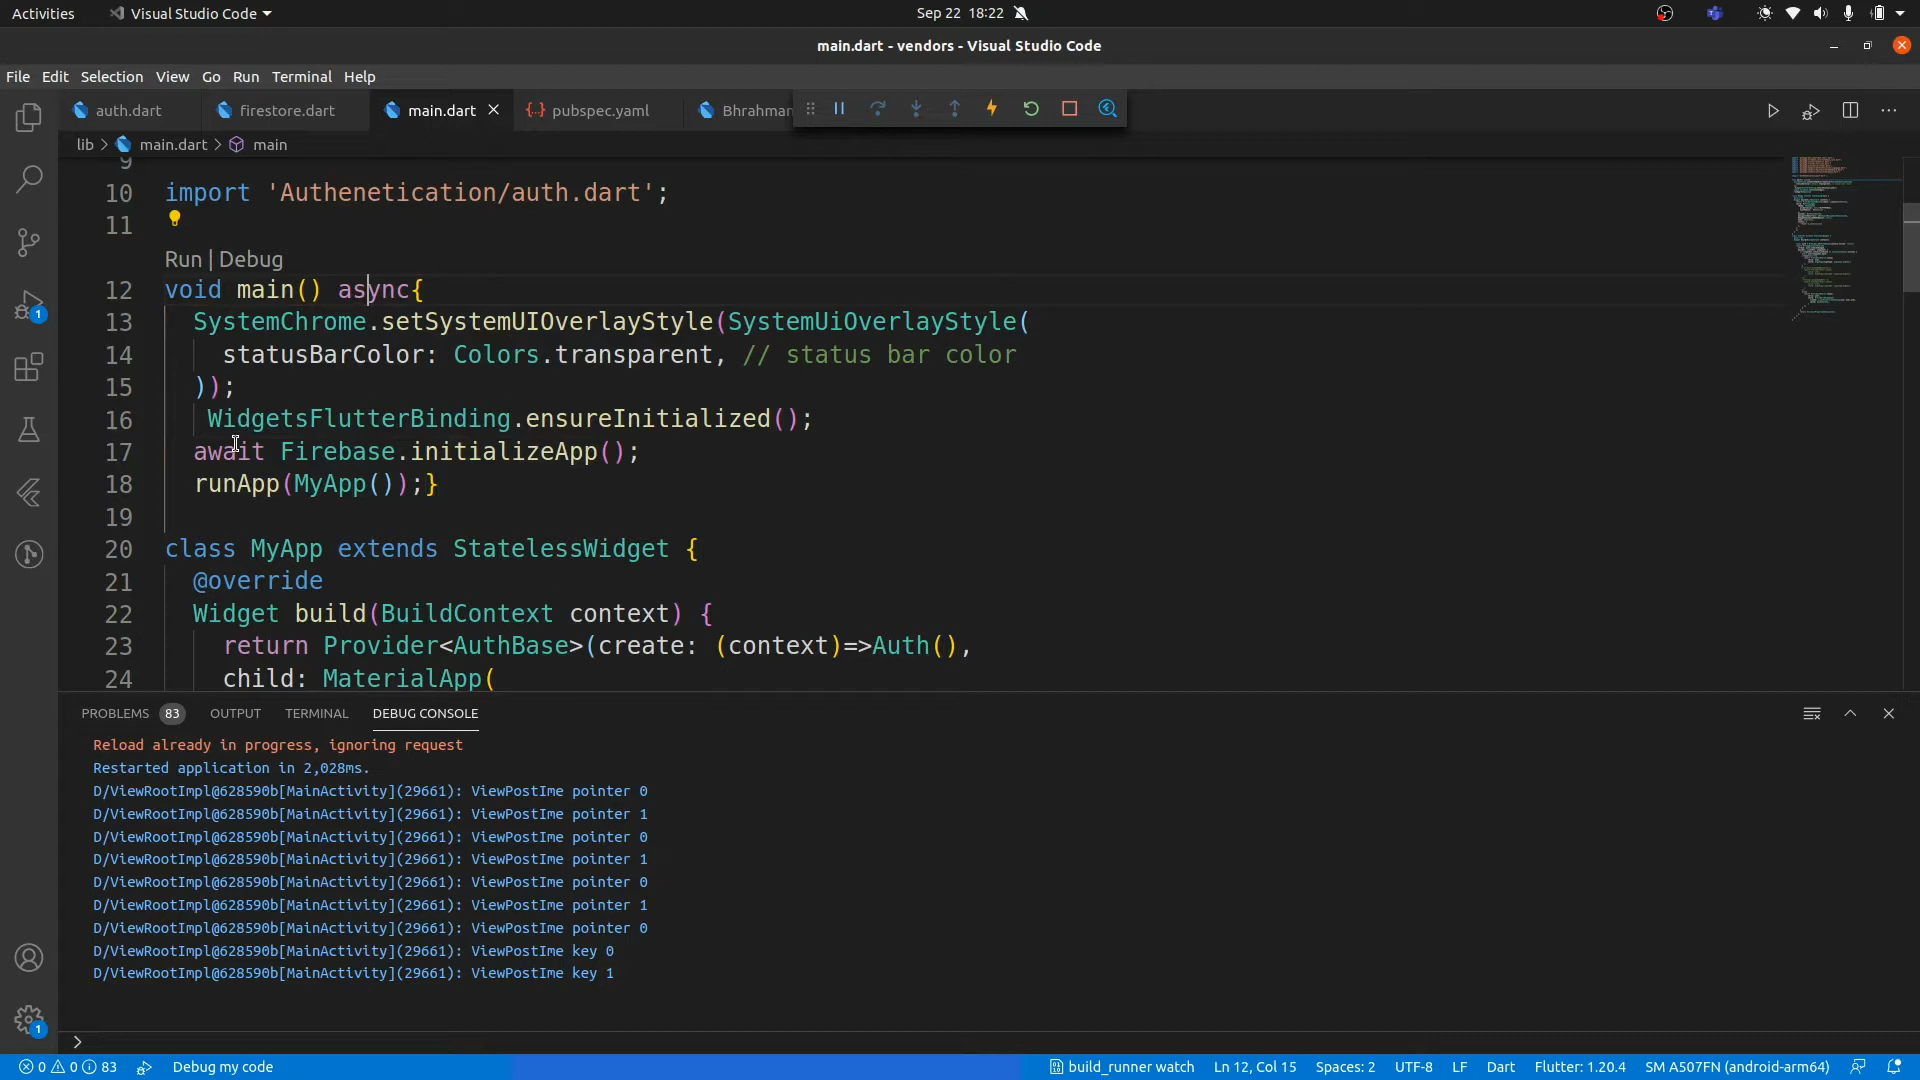 Activities Visual Studio Code Sep 22 18:22
main.dart - vendors - Visual Studio Code
File Edit Selection View Go Run Terminal Help
auth.dart firestore.dart main.dart pubspec.yaml Bhrahman
lib > main.dart > main
9
10 import 'Authenetication/auth.dart';
11
Run | Debug
12 void main() async{
13 SystemChrome.setSystemUIOverlayStyle(SystemUiOverlayStyle(
14 statusBarColor: Colors.transparent, // status bar color
15 ));
16 WidgetsFlutterBinding.ensureInitialized();
17 await Firebase.initializeApp();
18 runApp(MyApp());}
19
20 class MyApp extends StatelessWidget {
21 @override
22 Widget build(BuildContext context) {
23 return Provider<AuthBase>(create: (context)=>Auth(),
24 child: MaterialApp(
1
PROBLEMS 83 OUTPUT TERMINAL DEBUG CONSOLE
Reload already in progress, ignoring request
Restarted application in 2,028ms.
D/ViewRootImpl@628590b[MainActivity](29661): ViewPostIme pointer 0
D/ViewRootImpl@628590b[MainActivity](29661): ViewPostIme pointer 1
D/ViewRootImpl@628590b[MainActivity](29661): ViewPostIme pointer 0
D/ViewRootImpl@628590b[MainActivity](29661): ViewPostIme pointer 1
D/ViewRootImpl@628590b[MainActivity](29661): ViewPostIme pointer 0
D/ViewRootImpl@628590b[MainActivity](29661): ViewPostIme pointer 1
D/ViewRootImpl@628590b[MainActivity](29661): ViewPostIme pointer 0
D/ViewRootImpl@628590b[MainActivity](29661): ViewPostIme key 0
D/ViewRootImpl@628590b[MainActivity](29661): ViewPostIme key 1
1
>
0 0 83 Debug my code build_runner watch Ln 12, Col 15 Spaces: 2 UTF-8 LF Dart Flutter: 1.20.4 SM A507FN (android-arm64)